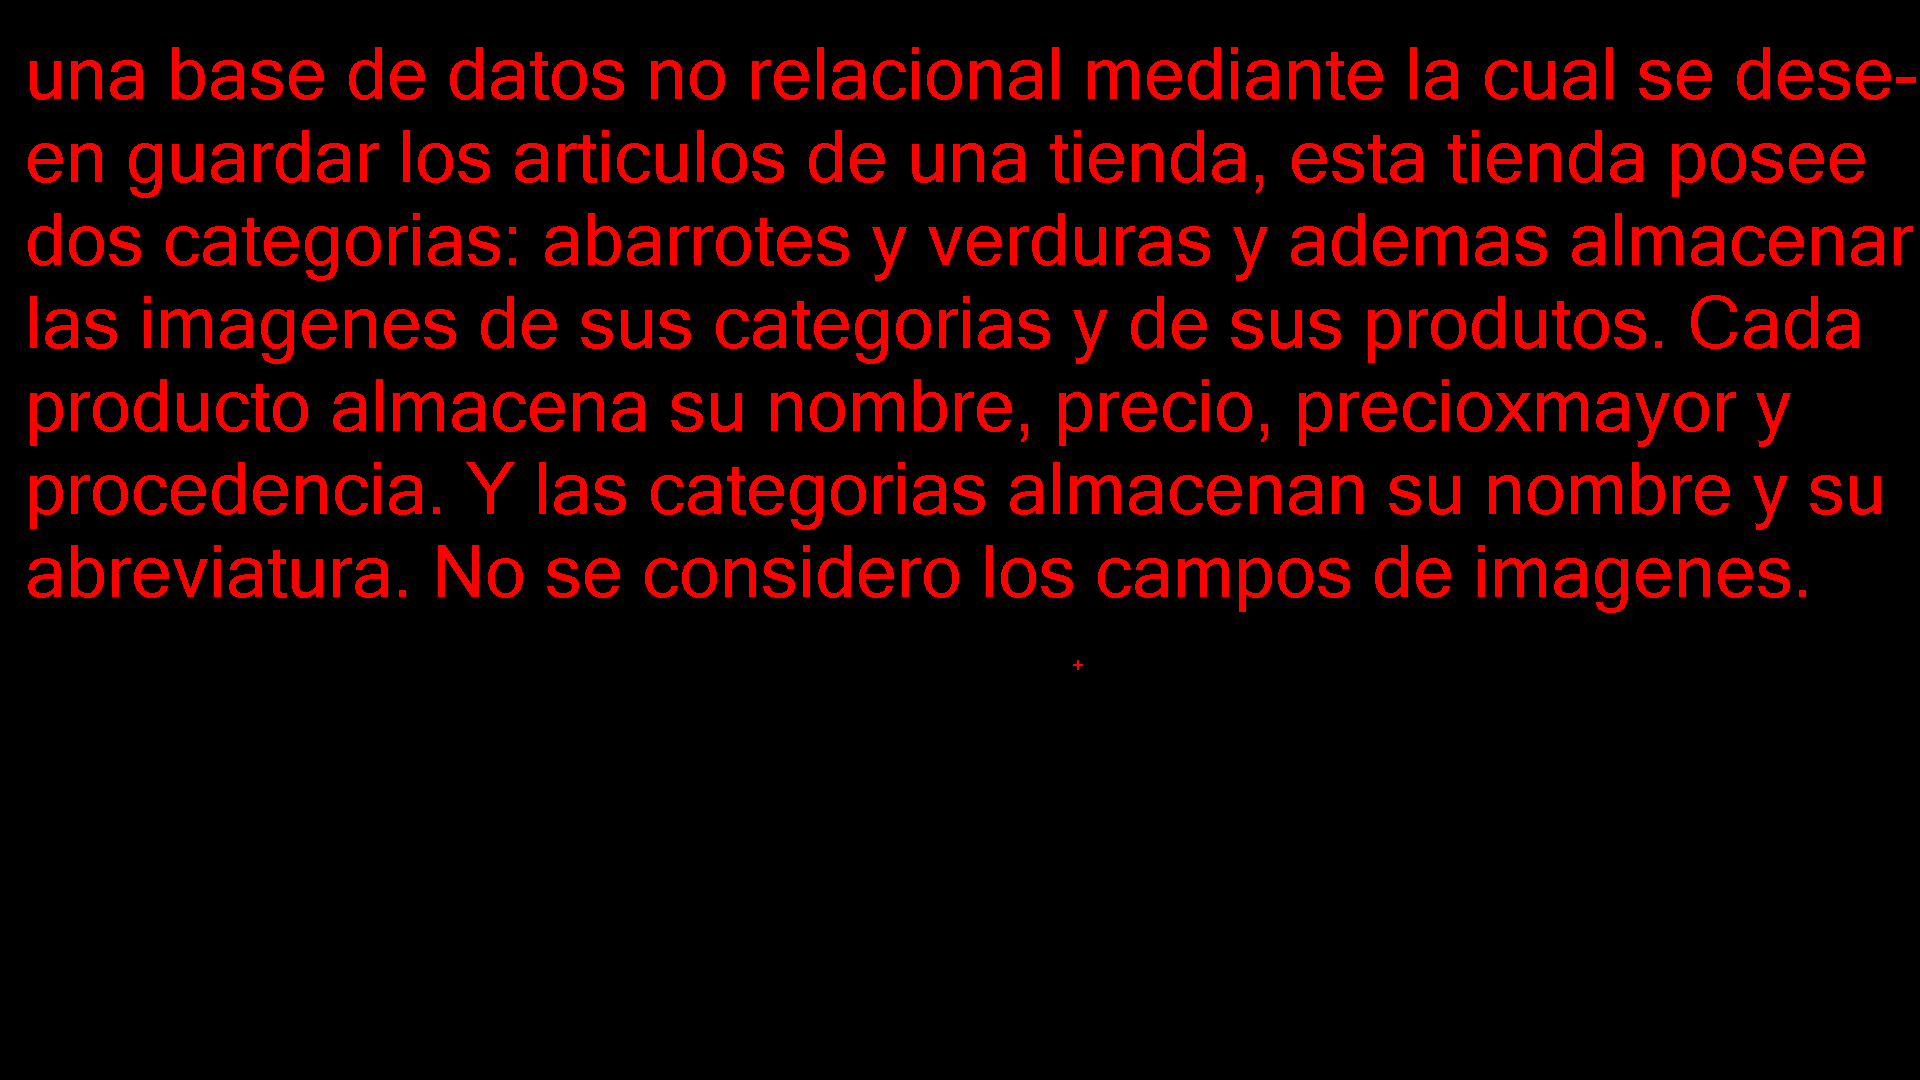 una base de datos no relacional mediante la cual se dese-
en guardar los articulos de una tienda, esta tienda posee
dos categorias: abarrotes y verduras y ademas almacenar
las imagenes de sus categorias y de sus produtos. Cada
producto almacena su nombre, precio, precioxmayor y
procedencia. Y las categorias almacenan su nombre y su
abreviatura. No se considero los campos de imagenes.